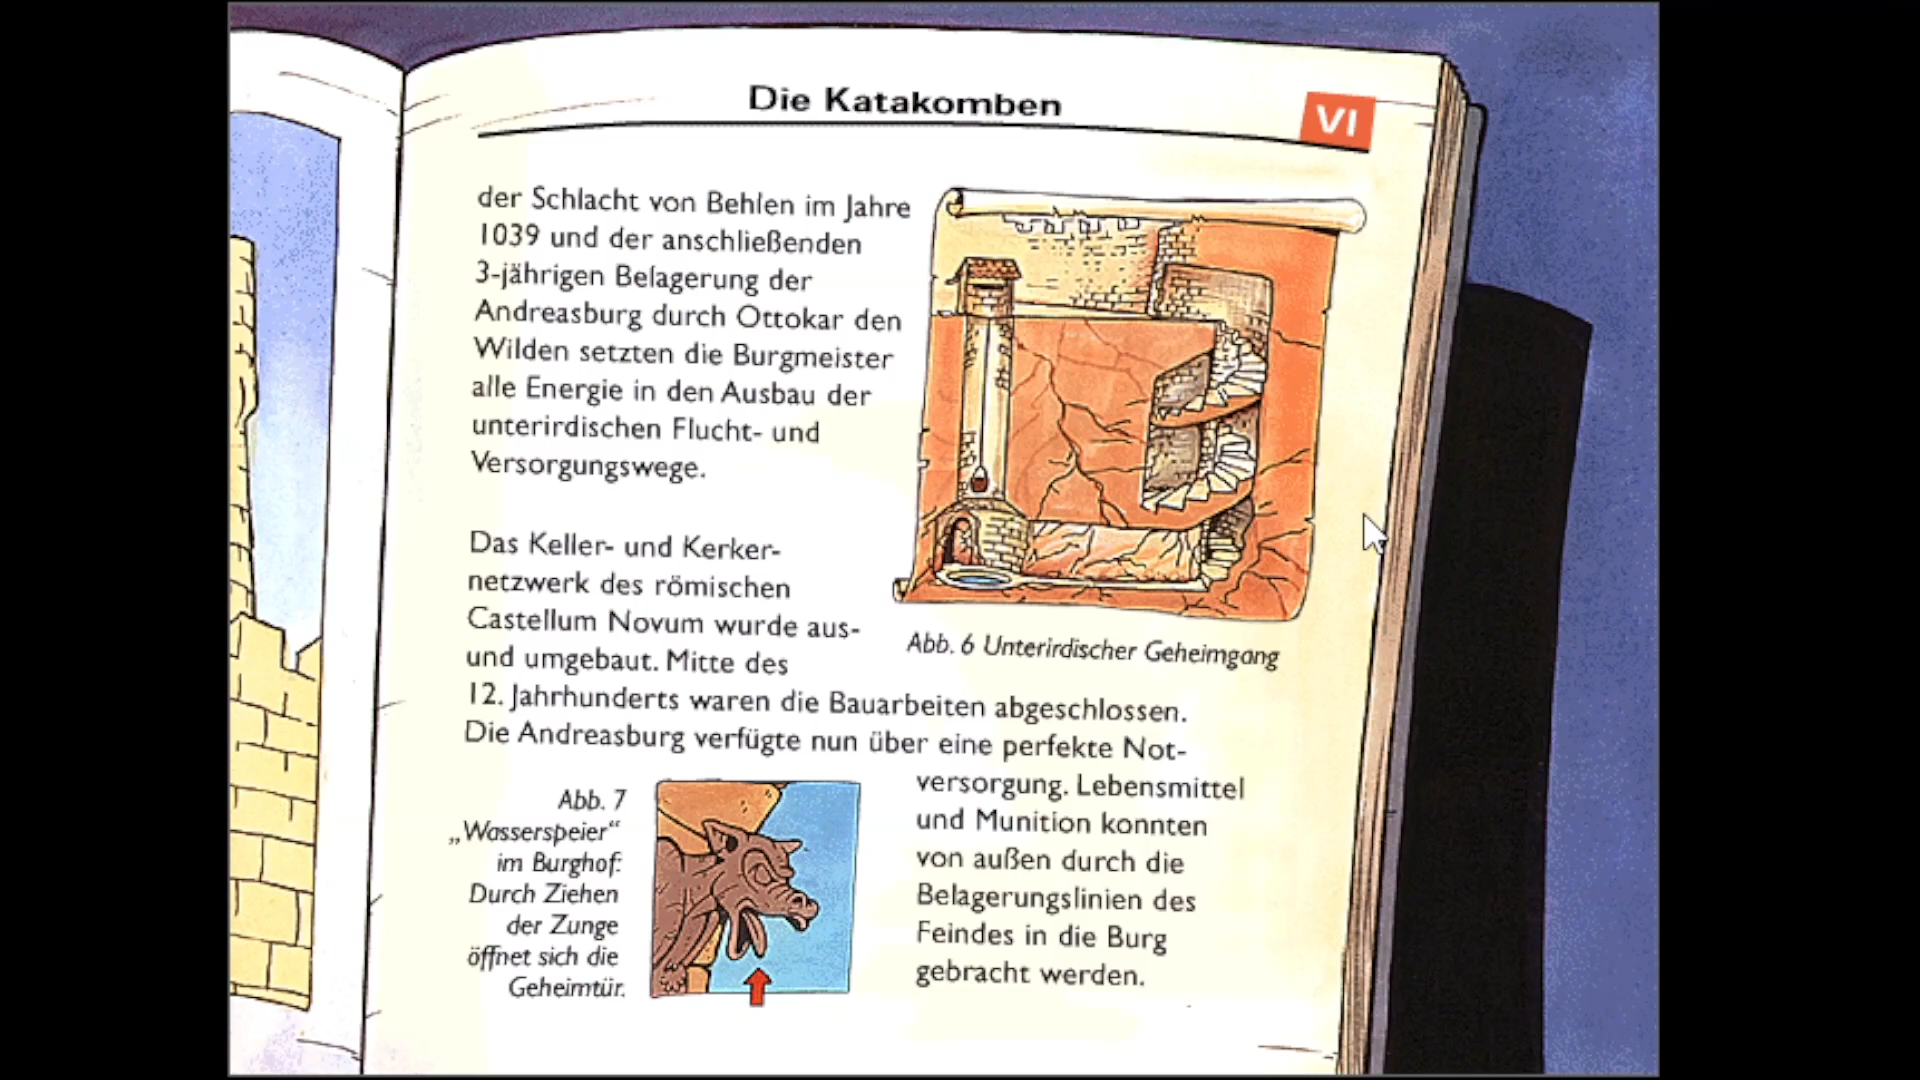 Die Katakomben
VI
der Schlacht von Behlen im Jahre
1039 und der anschließenden
3-jährigen Belagerung der
Andreasburg durch Ottokar den
Wilden setzten die Burgmeister
alle Energie in den Ausbau der
unterirdischen Flucht- und
Versorgungswege.
Das Keller- und Kerker-
netzwerk des römischen
Castellum Novum wurde aus-
und umgebaut. Mitte des
12. Jahrhunderts waren die Bauarbeiten abgeschlossen.
Die Andreasburg verfügte nun über eine perfekte Not-
versorgung. Lebensmittel
und Munition konnten
von außen durch die
Belagerungslinien des
Feindes in die Burg
gebracht werden.
Abb. 6 Unterirdischer Geheimgang
Abb. 7
„Wasserspeier“
im Burghof:
Durch Ziehen
der Zunge
öffnet sich die
Geheimtür.